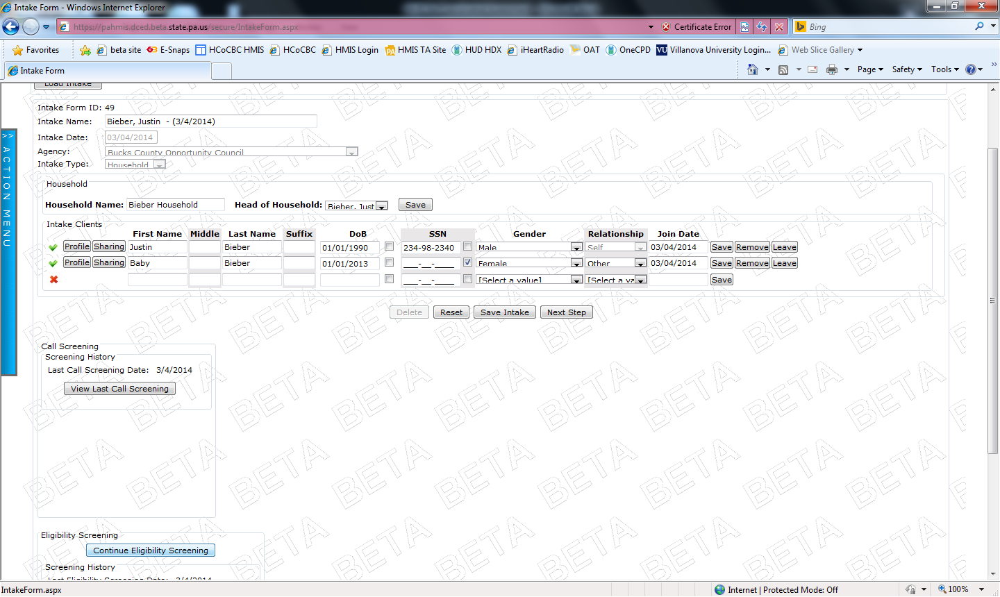 Intake Form - Windows Internet Explorer
https://pahmis.dced.beta.state.pa.us/secure/IntakeForm.aspx Certificate Error Bing
Favorites beta site E-Snaps HCoCBC HMIS HCoCBC HMIS Login HMIS TA Site HUD HDX iHeartRadio OAT OneCPD VU Villanova University Login... Web Slice Gallery
Intake Form Page Safety Tools
Load Intake
Intake Form ID: 49
Intake Name: Bieber, Justin - (3/4/2014)
Intake Date: 03/04/2014
Agency: Bucks County Opportunity Council
Intake Type: Household
>> ACTION MENU
Household
Household Name: Bieber Household Head of Household: Bieber, Just Save
Intake Clients
First Name Middle Last Name Suffix DoB SSN Gender Relationship Join Date
Profile Sharing Justin Bieber 01/01/1990 234-98-2340 Male Self 03/04/2014 Save Remove Leave
Profile Sharing Baby Bieber 01/01/2013 ___-__-____ Female Other 03/04/2014 Save Remove Leave
___-__-____ [Select a value] [Select a va Save
Delete Reset Save Intake Next Step
Call Screening
Screening History
Last Call Screening Date: 3/4/2014
View Last Call Screening
Eligibility Screening
Continue Eligibility Screening
Screening History
Last Eligibility Screening Date: 3/4/2014
BETA
IntakeForm.aspx Internet | Protected Mode: Off 100%